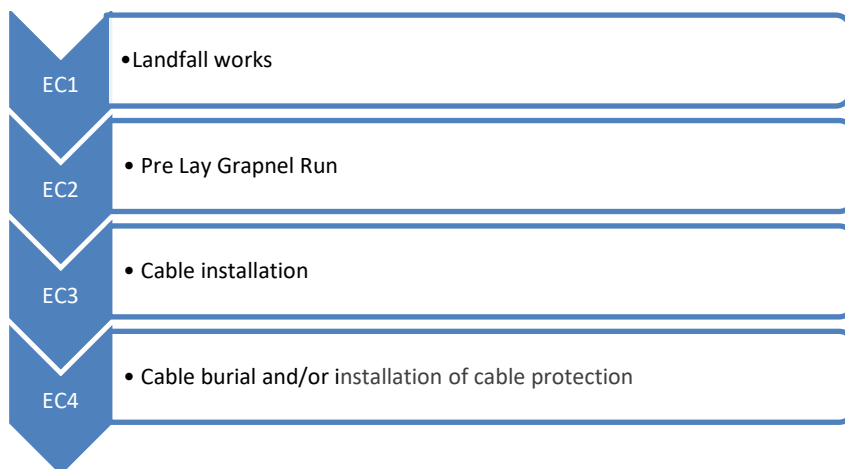 EC1
•Landfall works
EC2
• Pre Lay Grapnel Run
EC3
• Cable installation
EC4
• Cable burial and/or installation of cable protection